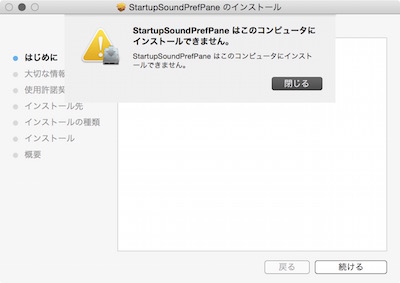 StartupSoundPrefPane のインストール
StartupSoundPrefPane はこのコンピュータに
インストールできません。
StartupSoundPrefPane はこのコンピュータにインスト
ールできません。
閉じる
はじめに
大切な情報
使用許諾契
インストール先
インストールの種類
インストール
概要
戻る
続ける